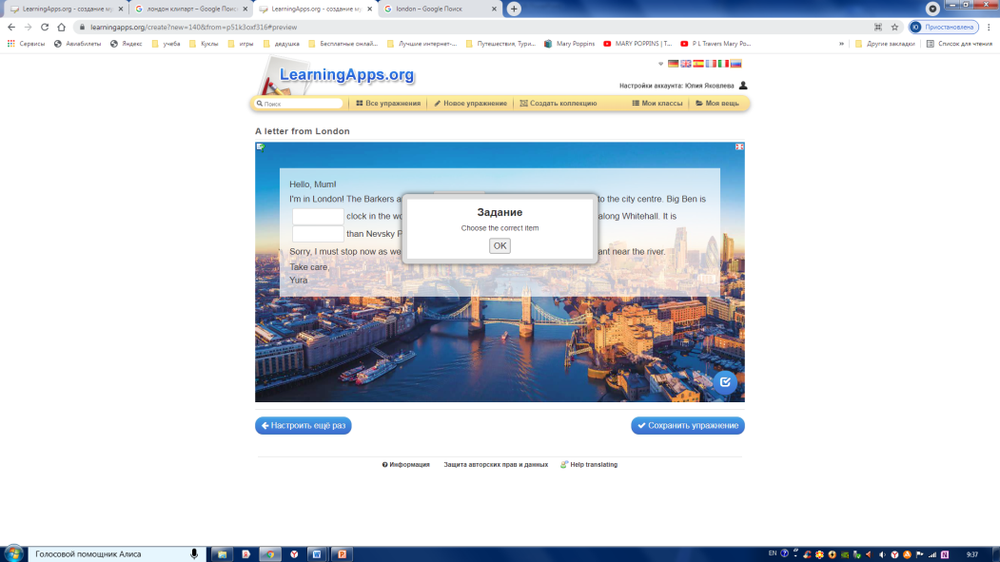 LearningApps.org - создание му
лондон клипарт – Google Поис
LearningApps.org - создание му
london – Google Поиск
learningapps.org/create?new=140&from=p51k3oxf316#preview
Ю Приостановлена
Сервисы Авиабилеты Яндекс учеба Куклы игры дедушка Бесплатные онлай... Лучшие интернет-... Путешествия, Тури... Mary Poppins MARY POPPINS | Т... P L Travers Mary Po... » Другие закладки Список для чтения
LearningApps.org
Настройки аккаунта: Юлия Яковлева
Поиск Все упражнения Новое упражнение Создать коллекцию Мои классы Моя вещь
A letter from London
Hello, Mum!
I'm in London! The Barkers a to the city centre. Big Ben is
clock in the wo along Whitehall. It is
than Nevsky P
Sorry, I must stop now as we ant near the river.
Take care,
Yura
Задание
Choose the correct item
OK
Настроить ещё раз
Сохранить упражнение
Информация Защита авторских прав и данных Help translating
Голосовой помощник Алиса
EN 9:37